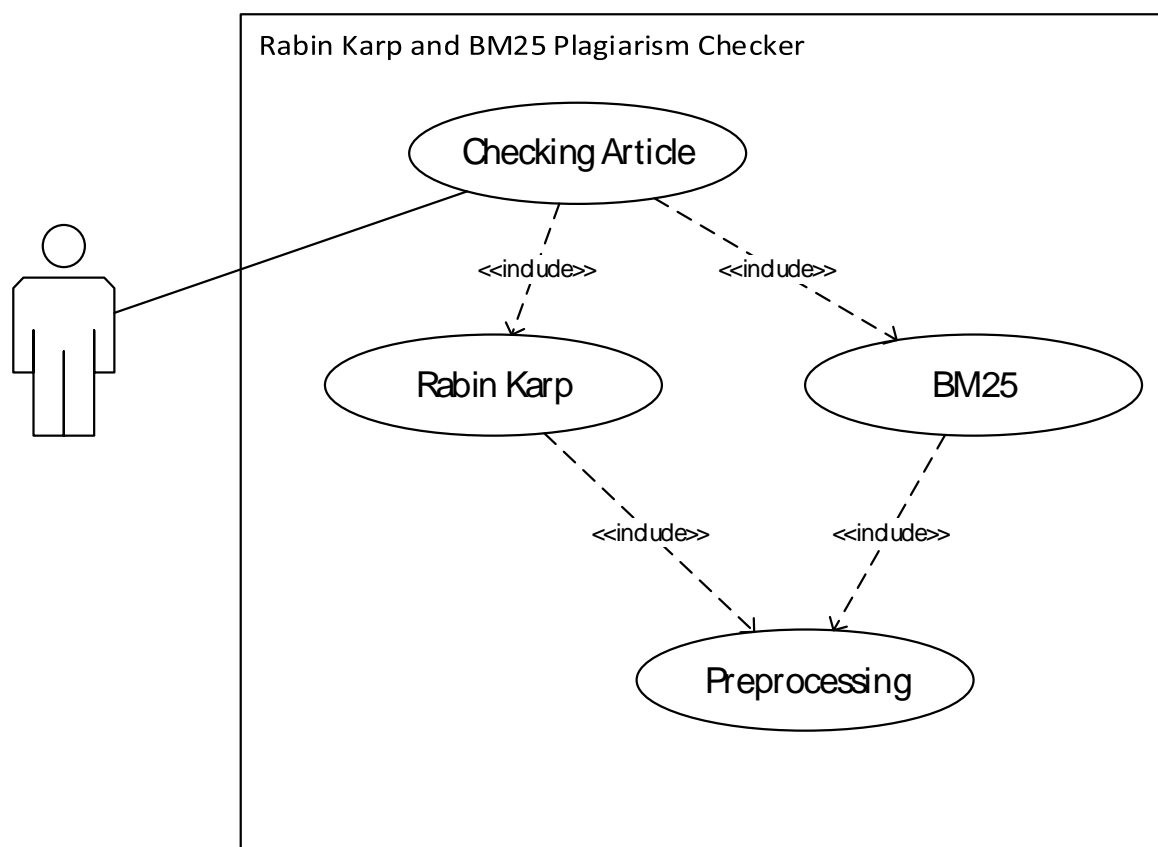 Rabin Karp and BM25 Plagiarism Checker
Checking Article
<<include>>
<<include>>
Rabin Karp
BM25
<<include>>
<<include>>
Preprocessing